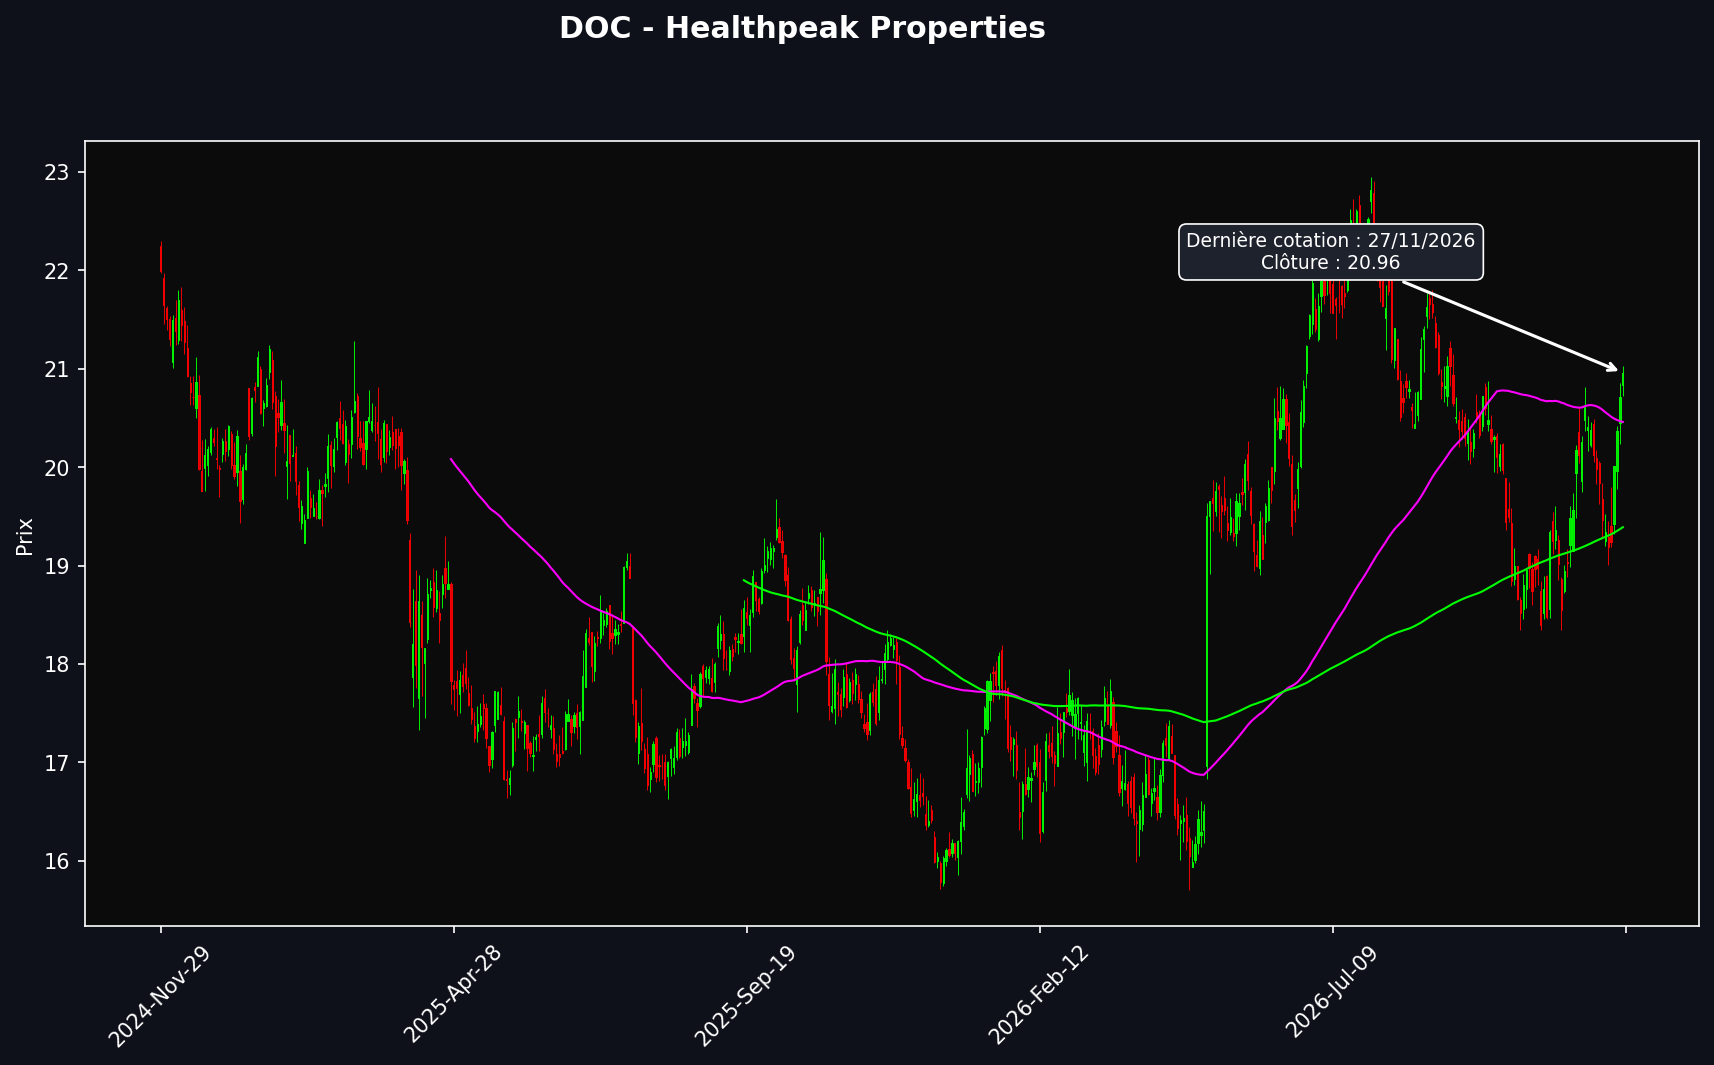 DOC - Healthpeak Properties
Dernière cotation : 27/11/2026
Clôture : 20.96
Prix
23
22
21
20
19
18
17
16
2024-Nov-29
2025-Apr-28
2025-Sep-19
2026-Feb-12
2026-Jul-09